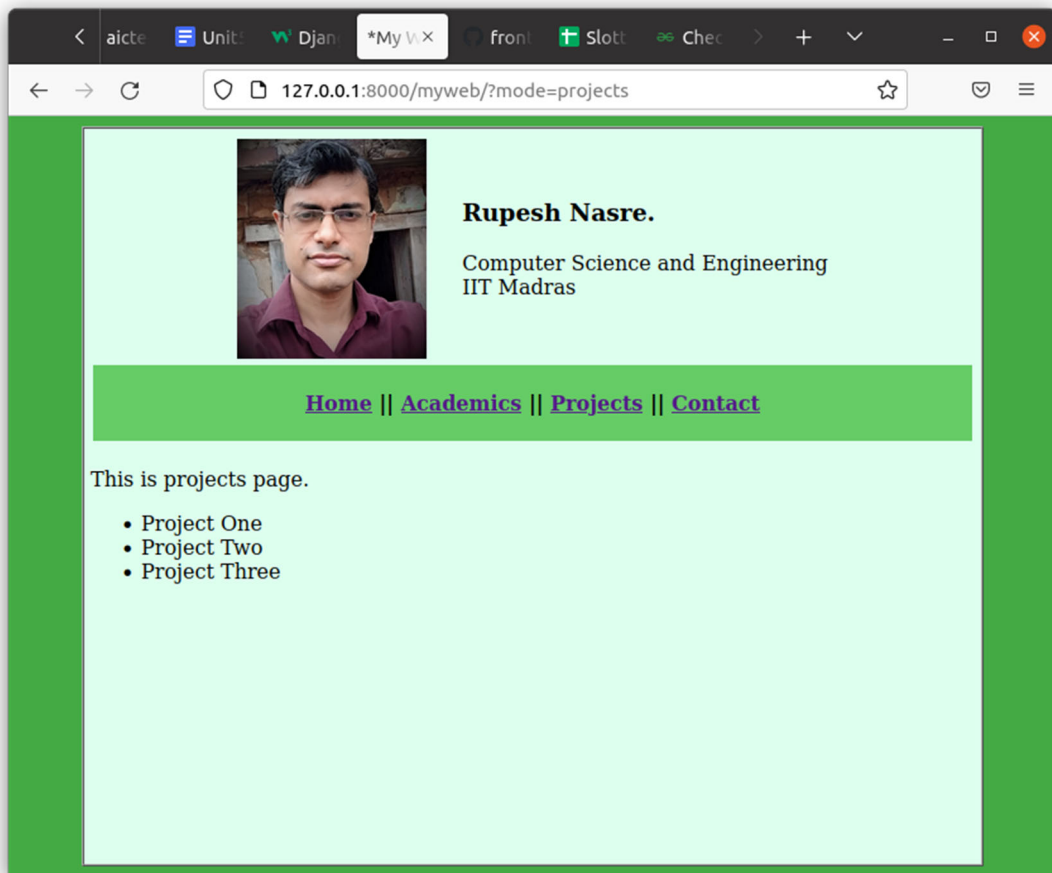 aicte Unit5 Djan *My W front Slott Chec
127.0.0.1:8000/myweb/?mode=projects
Rupesh Nasre.
Computer Science and Engineering
IIT Madras
Home || Academics || Projects || Contact
This is projects page.
• Project One
• Project Two
• Project Three